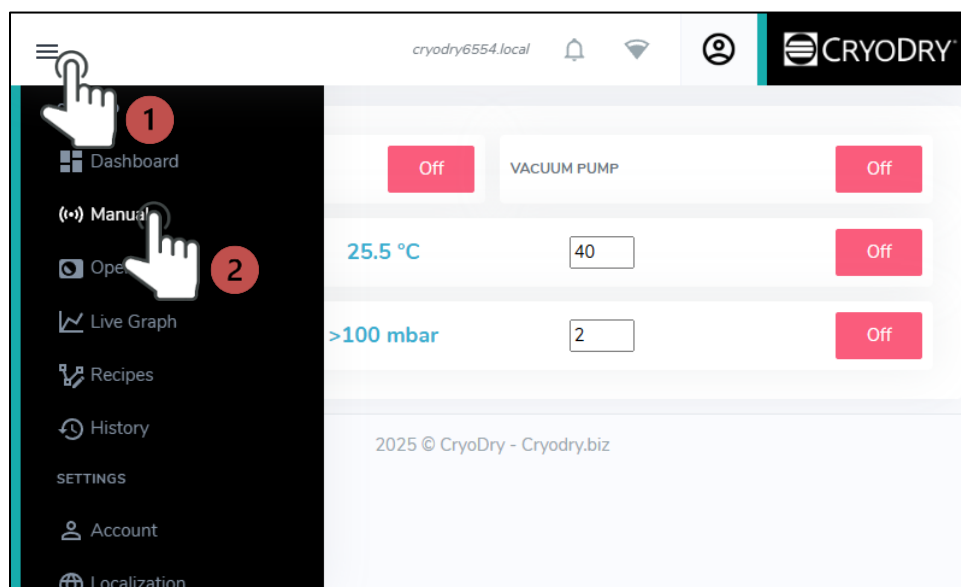 cryodry6554.local
CRYODRY
1
Dashboard
Off
VACUUM PUMP
Off
Manual
25.5 °C
40
Off
2
Live Graph
>100 mbar
2
Off
Recipes
History
2025 © CryoDry - Cryodry.biz
SETTINGS
Account
Localization